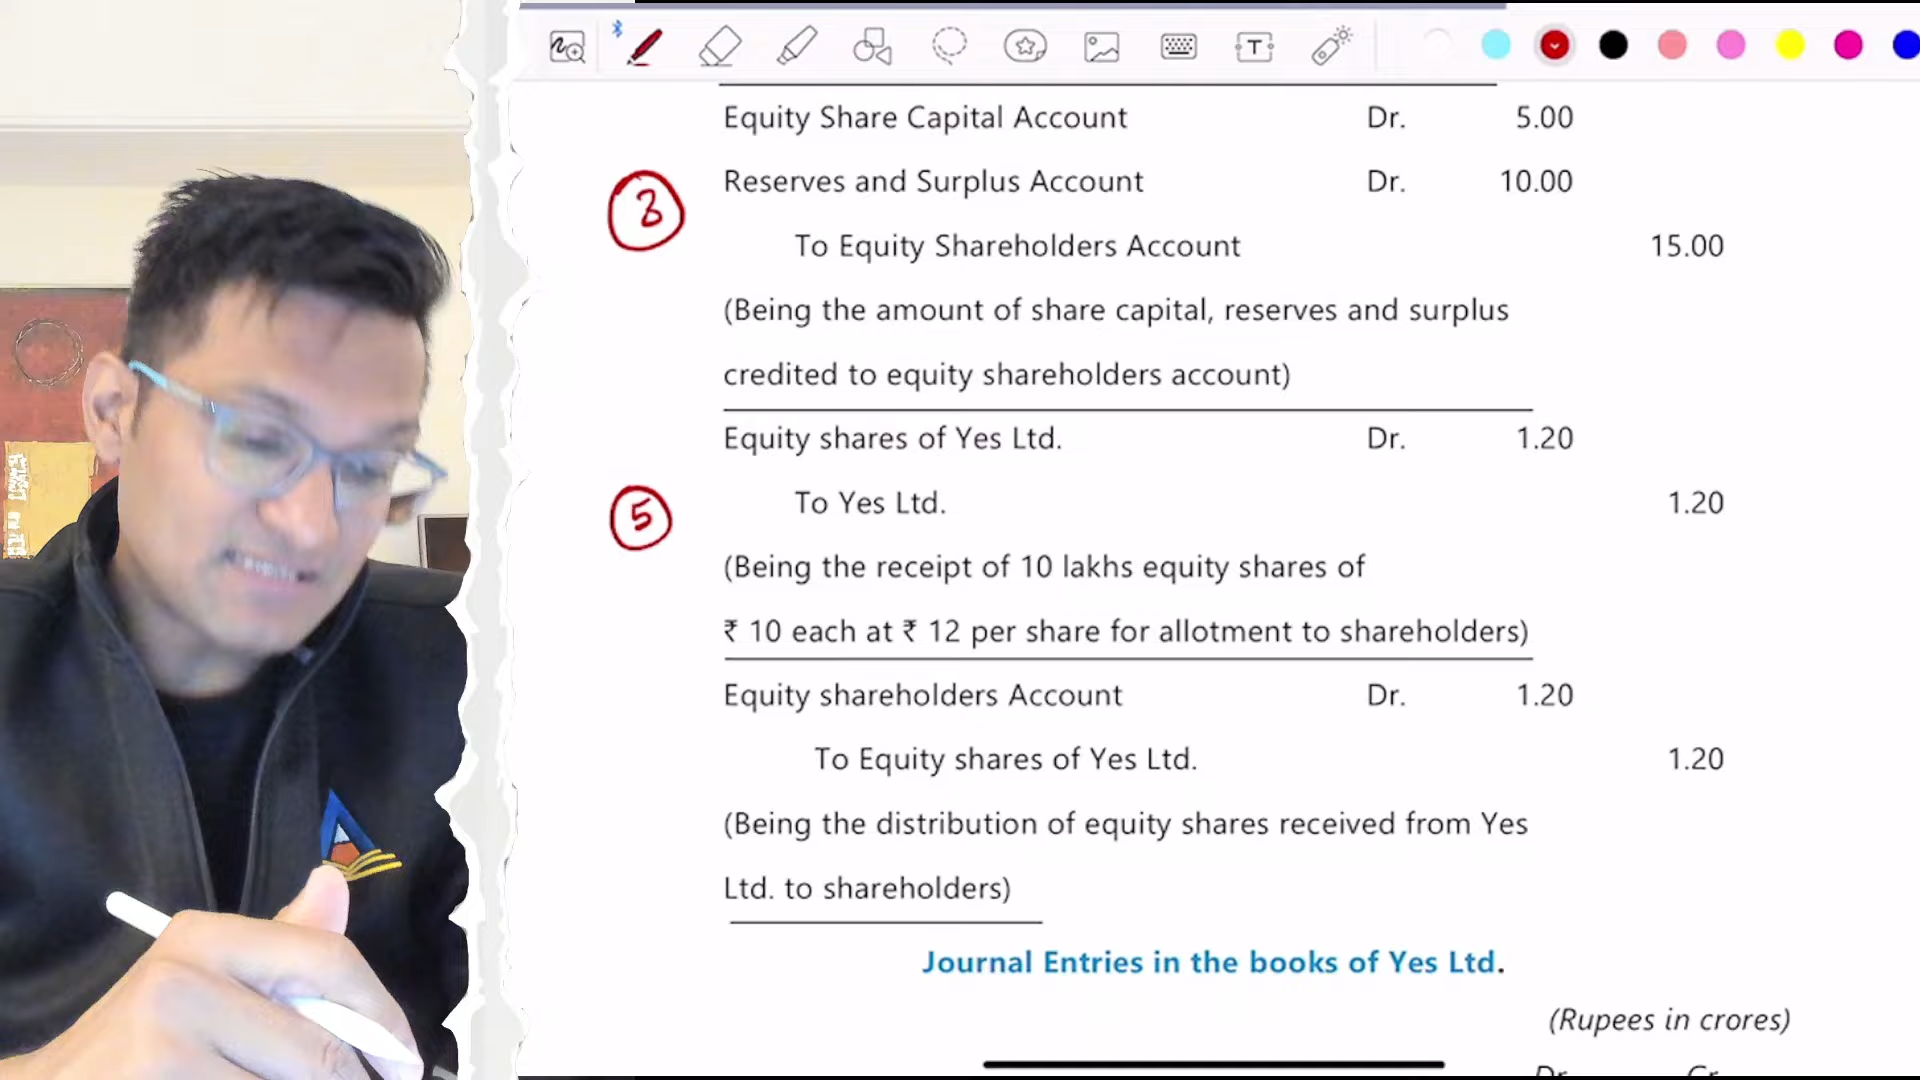 Equity Share Capital Account Dr. 5.00
Reserves and Surplus Account Dr. 10.00
3
To Equity Shareholders Account 15.00
(Being the amount of share capital, reserves and surplus
credited to equity shareholders account)
Equity shares of Yes Ltd. Dr. 1.20
5
To Yes Ltd. 1.20
(Being the receipt of 10 lakhs equity shares of
₹ 10 each at ₹ 12 per share for allotment to shareholders)
Equity shareholders Account Dr. 1.20
To Equity shares of Yes Ltd. 1.20
(Being the distribution of equity shares received from Yes
Ltd. to shareholders)
Journal Entries in the books of Yes Ltd.
(Rupees in crores)
Dr. Cr.